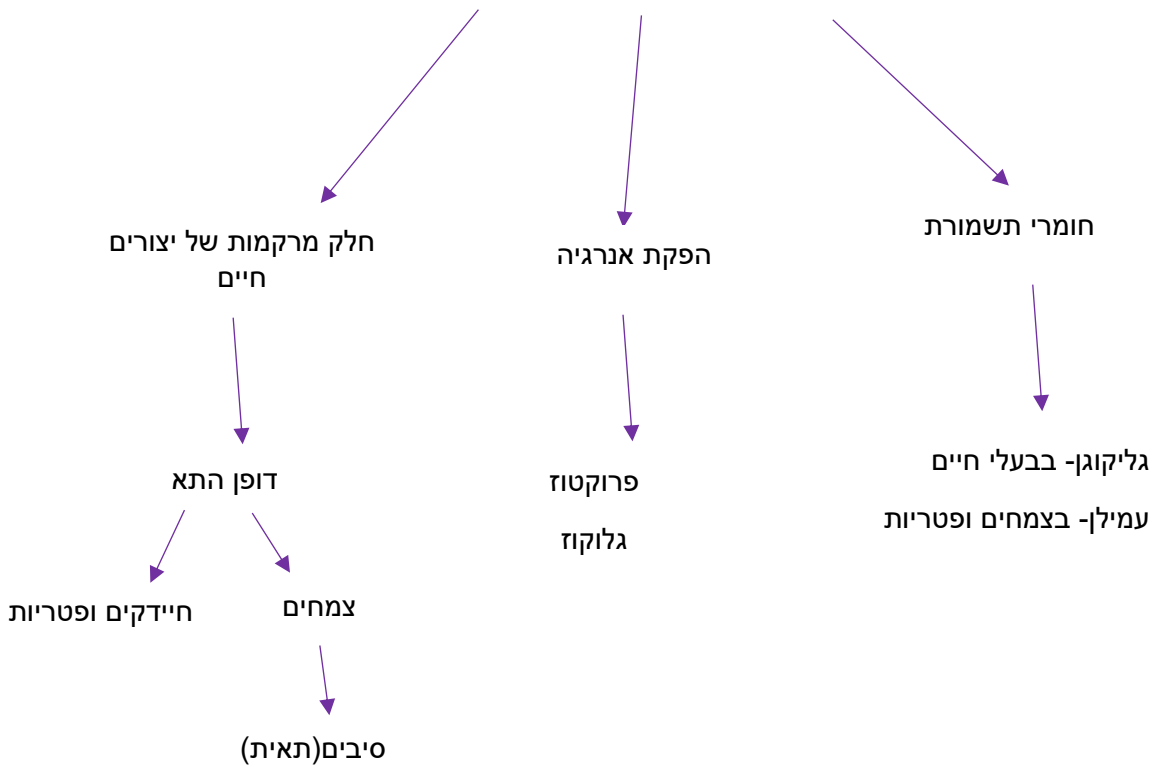 חומרי תשמורת
גליקוגן- בבעלי חיים
עמילן- בצמחים ופטריות
הפקת אנרגיה
פרוקטוז
גלוקוז
חלק מרקמות של יצורים
חיים
דופן התא
צמחים
סיבים(תאית)
חיידקים ופטריות